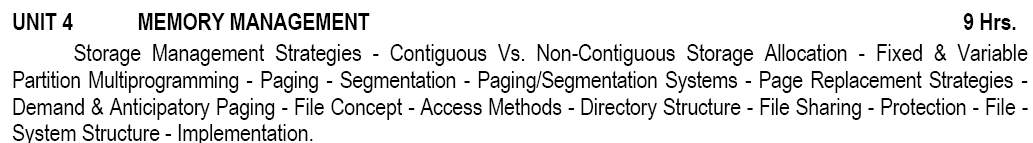 UNIT 4 MEMORY MANAGEMENT 9 Hrs.
Storage Management Strategies - Contiguous Vs. Non-Contiguous Storage Allocation - Fixed & Variable
Partition Multiprogramming - Paging - Segmentation - Paging/Segmentation Systems - Page Replacement Strategies -
Demand & Anticipatory Paging - File Concept - Access Methods - Directory Structure - File Sharing - Protection - File -
System Structure - Implementation.